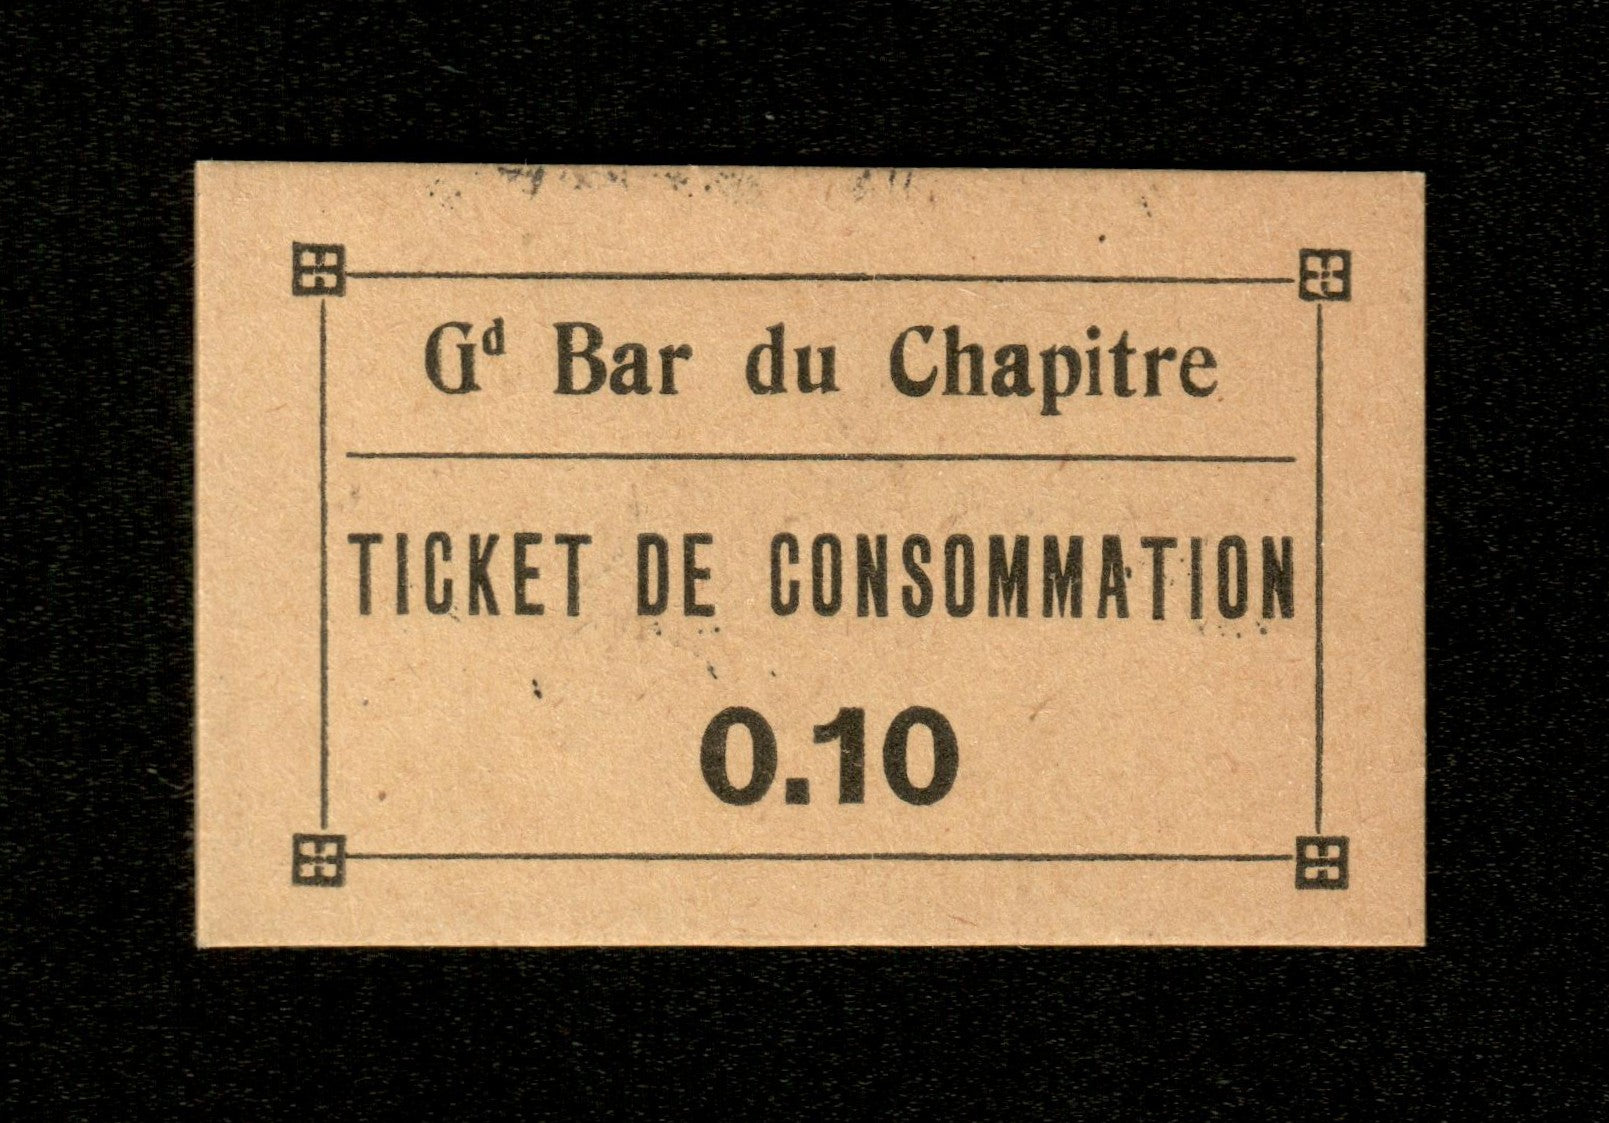 Gd Bar du Chapitre
TICKET DE CONSOMMATION
0.10